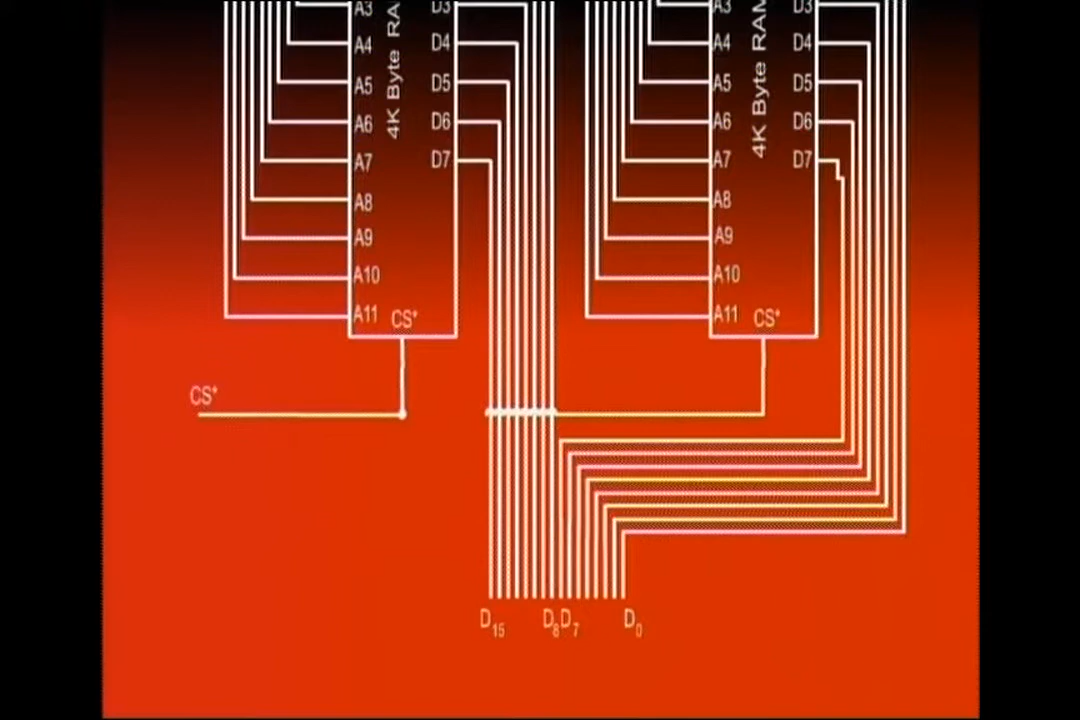 A3
4K Byte RA
D3
A4
D4
A5
D5
A6
D6
A7
D7
A8
A9
A10
A11
CS*
A3
4K Byte RAM
D3
A4
D4
A5
D5
A6
D6
A7
D7
A8
A9
A10
A11
CS*
CS*
D15 D8 D7 D0